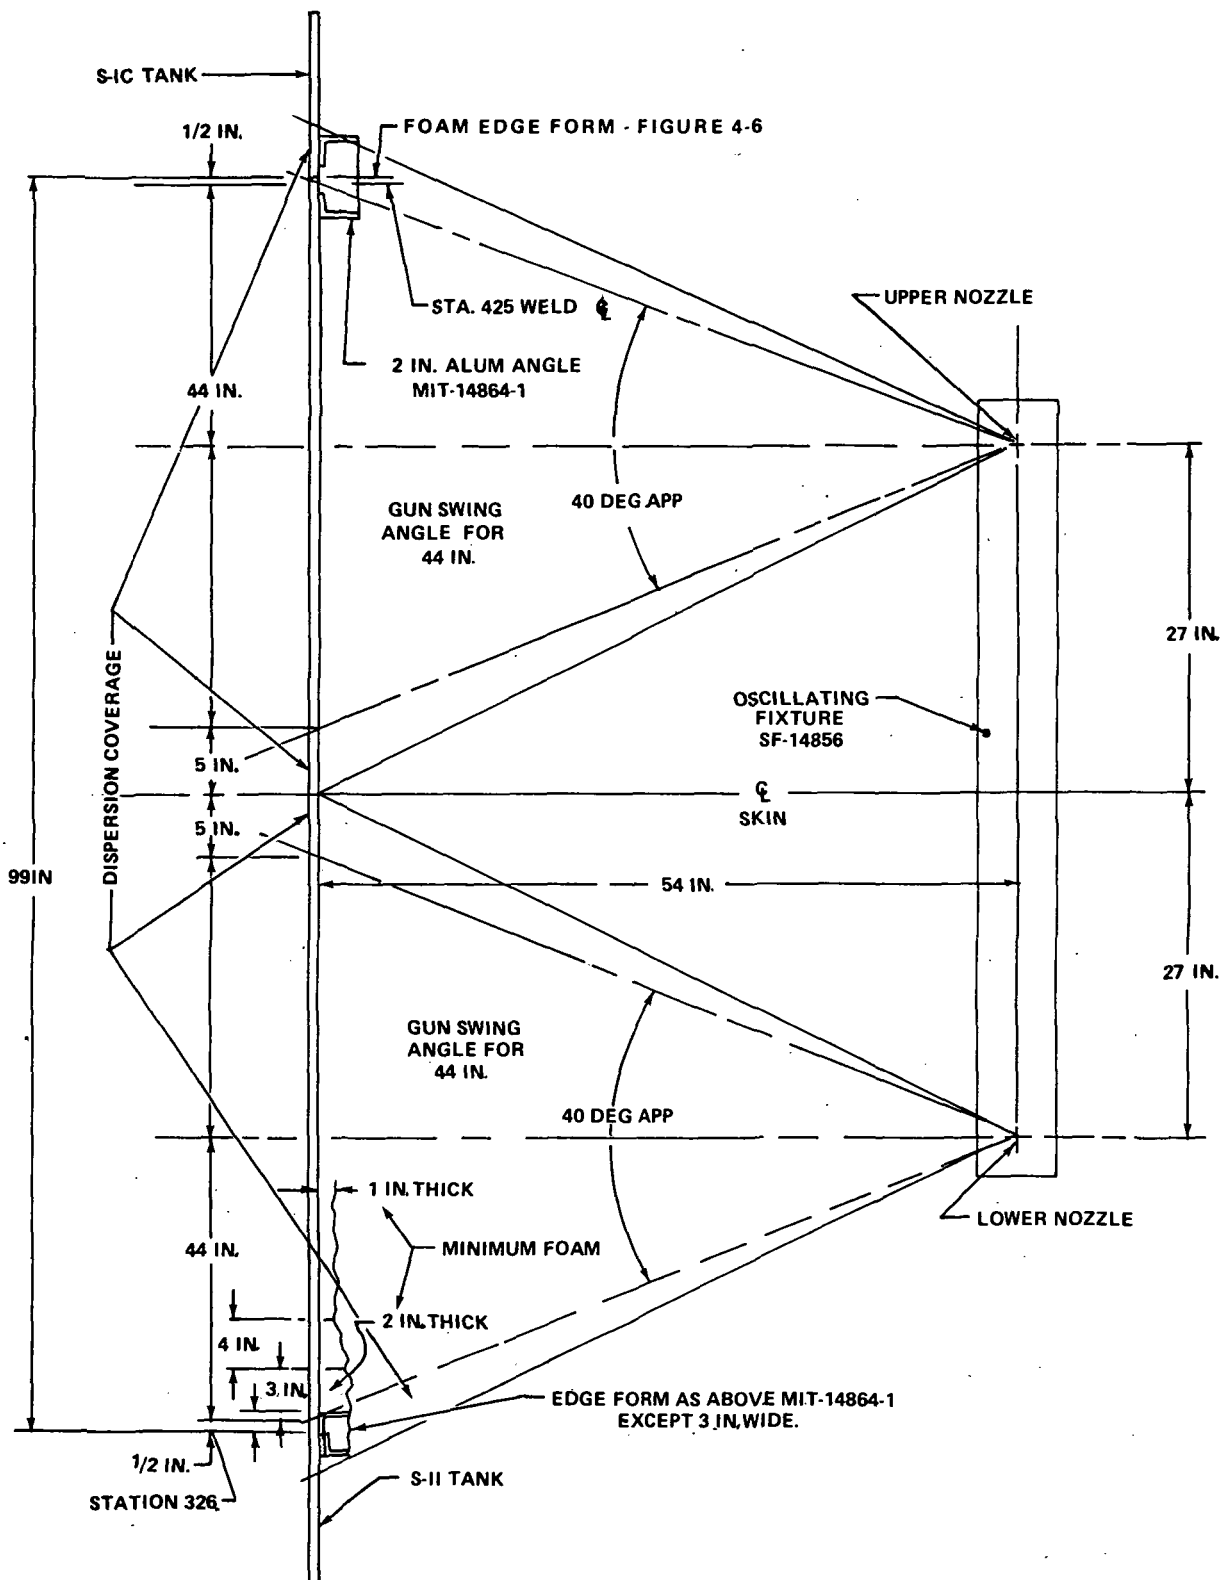 S-IC TANK
1/2 IN.
FOAM EDGE FORM - FIGURE 4-6
STA. 425 WELD ℄
2 IN. ALUM ANGLE
MIT-14864-1
UPPER NOZZLE
44 IN.
GUN SWING
ANGLE FOR
44 IN.
40 DEG APP
27 IN.
DISPERSION COVERAGE
OSCILLATING
FIXTURE
SF-14856
5 IN.
℄
SKIN
5 IN.
99IN
54 IN.
27 IN.
GUN SWING
ANGLE FOR
44 IN.
40 DEG APP
1 IN. THICK
LOWER NOZZLE
44 IN.
MINIMUM FOAM
2 IN. THICK
4 IN.
3 IN.
EDGE FORM AS ABOVE MIT-14864-1
EXCEPT 3 IN. WIDE.
1/2 IN.
S-II TANK
STATION 326